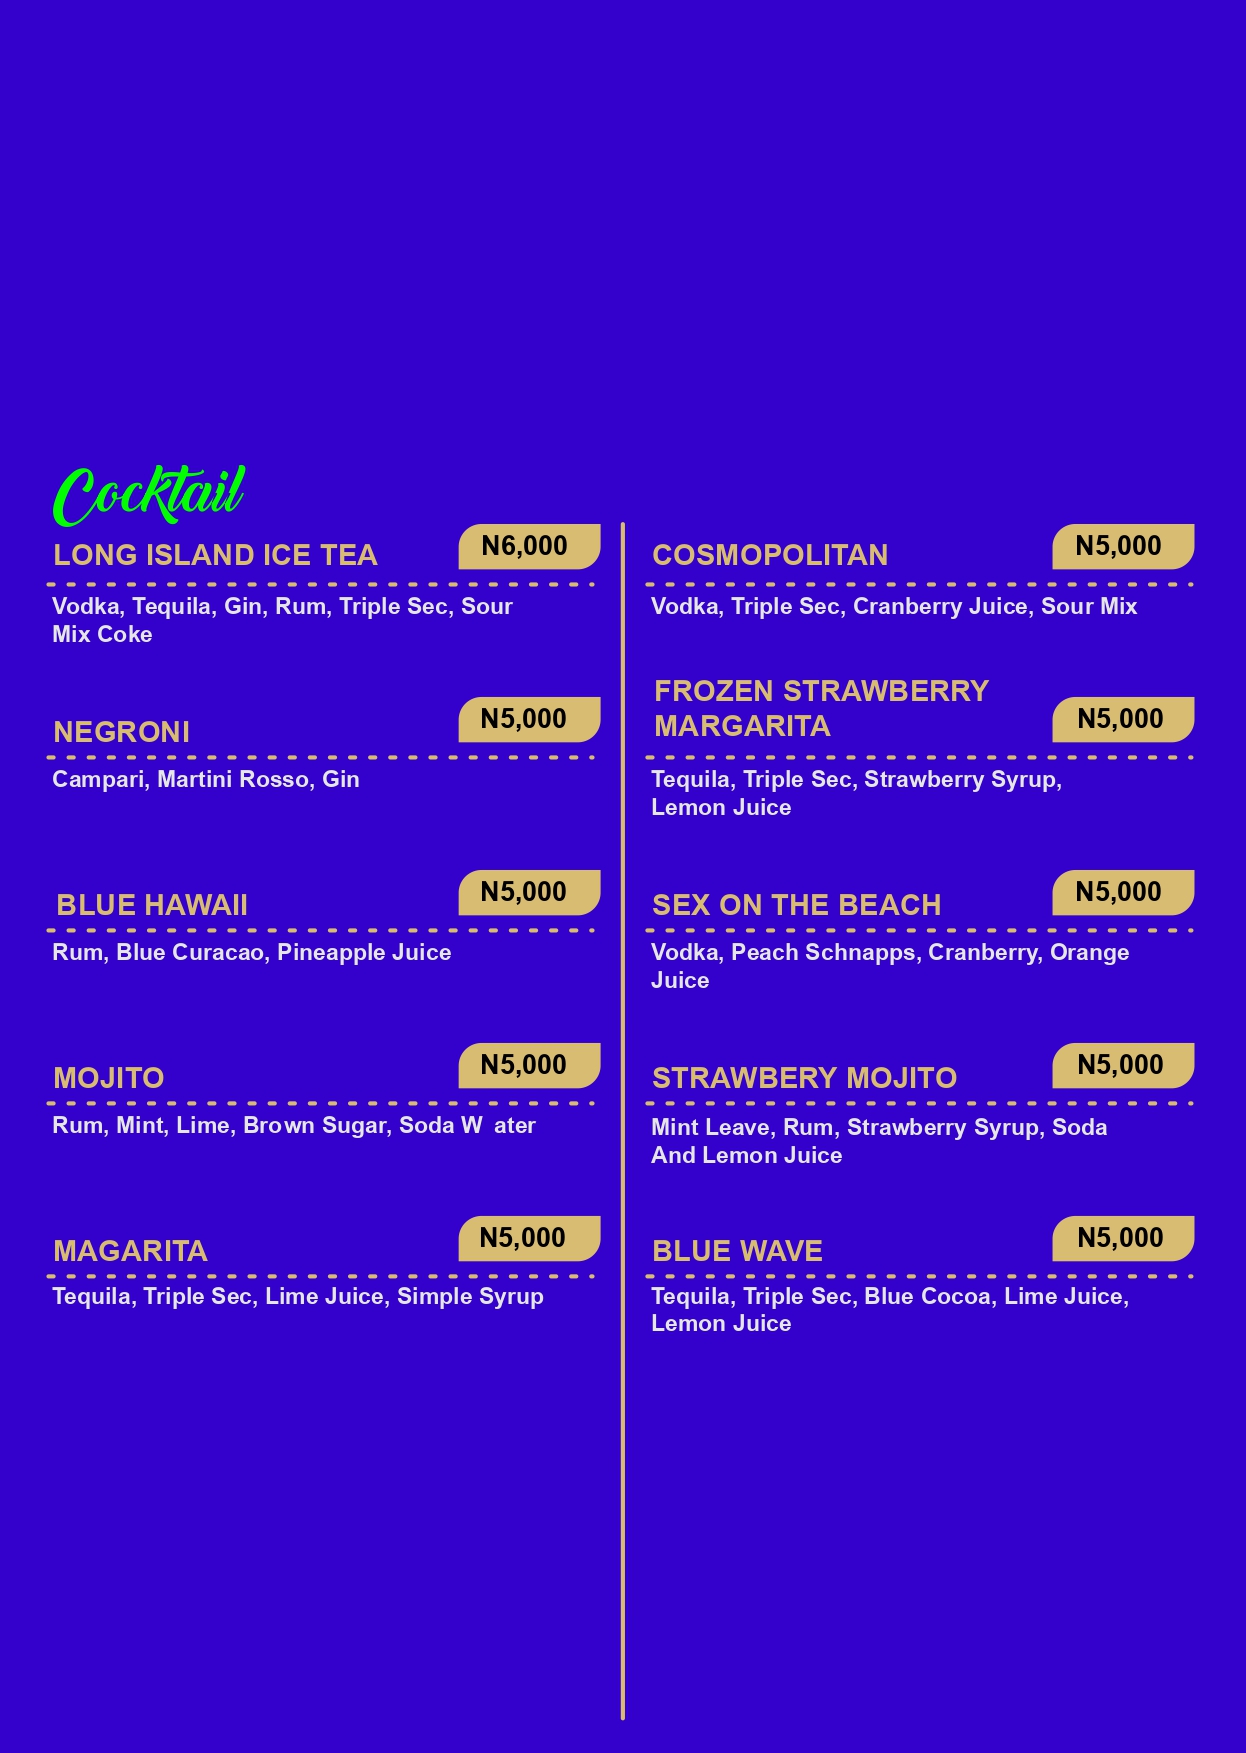 Cocktail
LONG ISLAND ICE TEA
N6,000
Vodka, Tequila, Gin, Rum, Triple Sec, Sour
Mix Coke
NEGRONI
N5,000
Campari, Martini Rosso, Gin
BLUE HAWAII
N5,000
Rum, Blue Curacao, Pineapple Juice
MOJITO
N5,000
Rum, Mint, Lime, Brown Sugar, Soda W ater
MAGARITA
N5,000
Tequila, Triple Sec, Lime Juice, Simple Syrup
COSMOPOLITAN
N5,000
Vodka, Triple Sec, Cranberry Juice, Sour Mix
FROZEN STRAWBERRY
MARGARITA
N5,000
Tequila, Triple Sec, Strawberry Syrup,
Lemon Juice
SEX ON THE BEACH
N5,000
Vodka, Peach Schnapps, Cranberry, Orange
Juice
STRAWBERY MOJITO
N5,000
Mint Leave, Rum, Strawberry Syrup, Soda
And Lemon Juice
BLUE WAVE
N5,000
Tequila, Triple Sec, Blue Cocoa, Lime Juice,
Lemon Juice